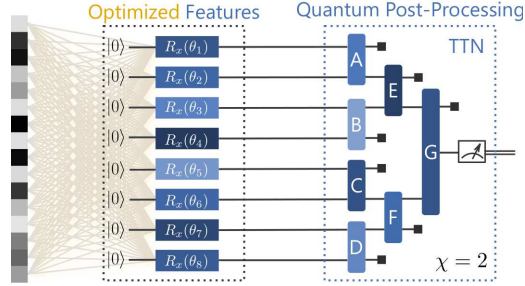 Optimized Features
Quantum Post-Processing
TTN
|0⟩ Rₓ(θ₁)
|0⟩ Rₓ(θ₂)
|0⟩ Rₓ(θ₃)
|0⟩ Rₓ(θ₄)
|0⟩ Rₓ(θ₅)
|0⟩ Rₓ(θ₆)
|0⟩ Rₓ(θ₇)
|0⟩ Rₓ(θ₈)
A
B
C
D
E
F
G
χ = 2